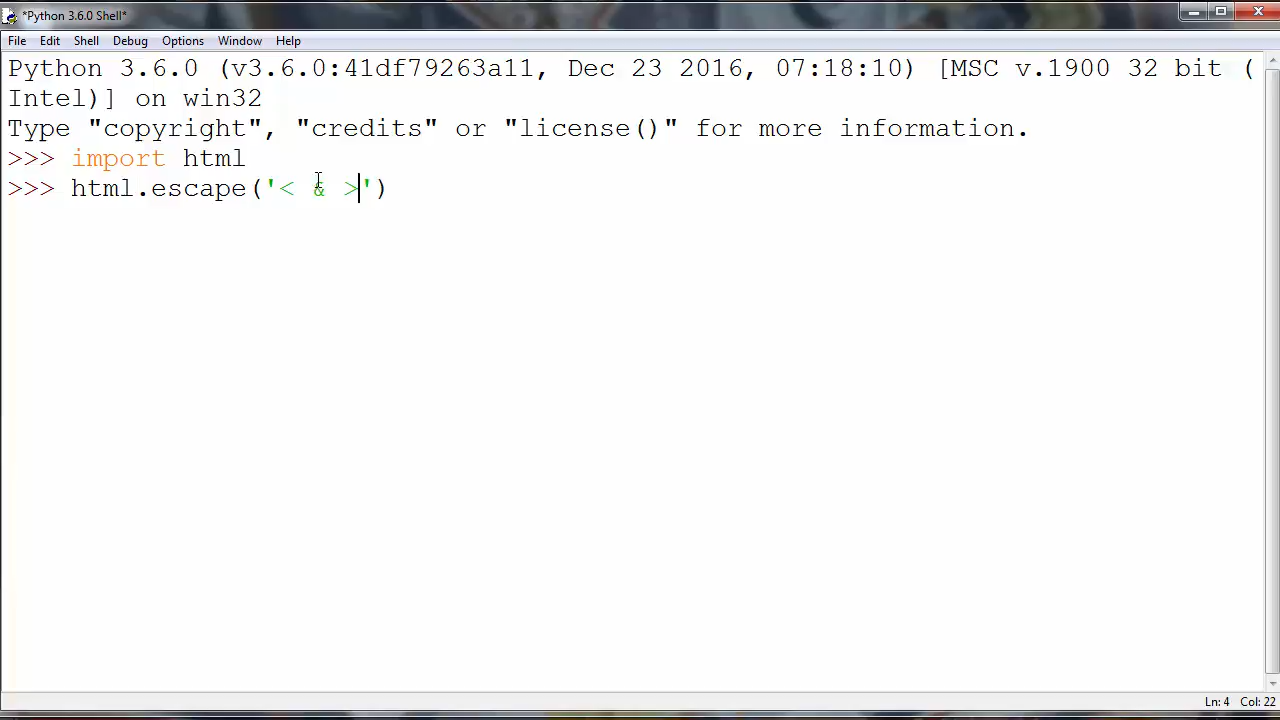 *Python 3.6.0 Shell*
File Edit Shell Debug Options Window Help
Python 3.6.0 (v3.6.0:41df79263a11, Dec 23 2016, 07:18:10) [MSC v.1900 32 bit (
Intel)] on win32
Type "copyright", "credits" or "license()" for more information.
>>> import html
>>> html.escape('< & >')
Ln: 4 Col: 22